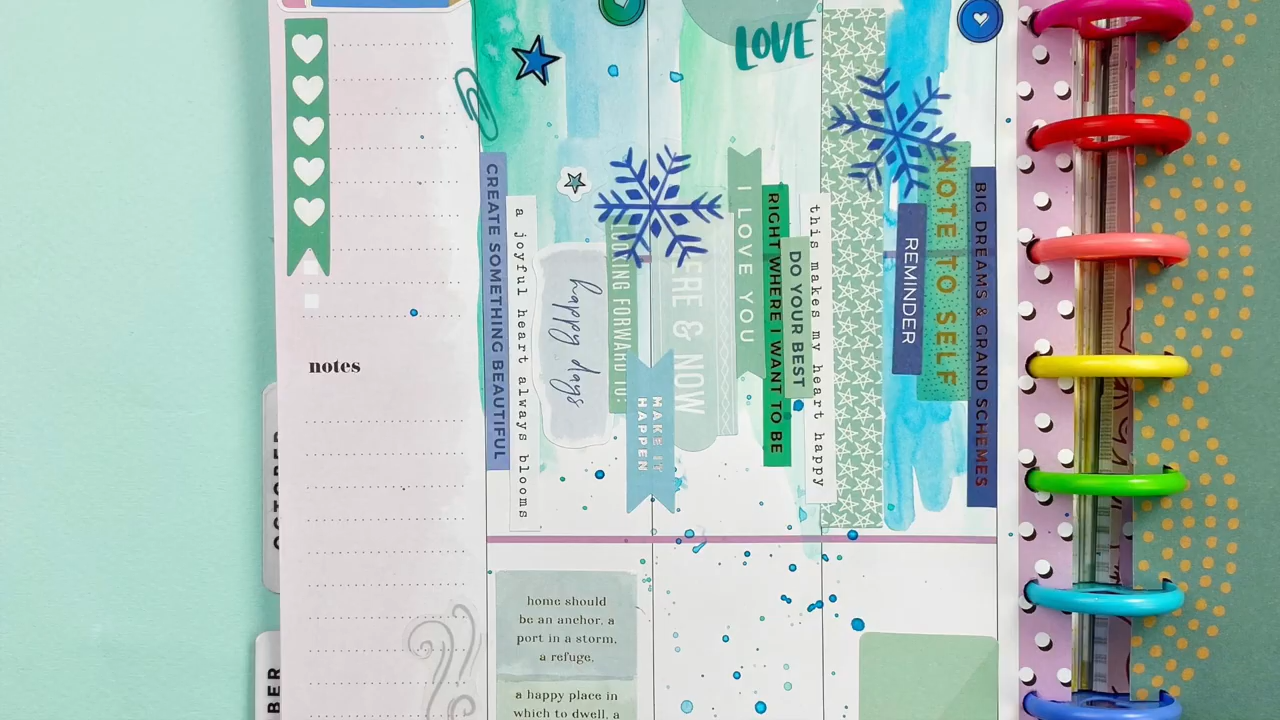 LOVE
CREATE SOMETHING BEAUTIFUL
a joyful heart always blooms
happy days
LOOKING FORWARD TO:
MAKE IT
HAPPEN
HERE & NOW
I LOVE YOU
RIGHT WHERE I WANT TO BE
DO YOUR BEST
this makes my heart happy
REMINDER
NOTE TO SELF
BIG DREAMS & GRAND SCHEMES
notes
OCTOBER
BER
home should
be an anchor, a
port in a storm,
a refuge,
a happy place in
which to dwell, a